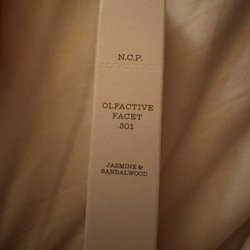 N.C.P.
OLFACTIVE
FACET
301
JASMINE &
SANDALWOOD